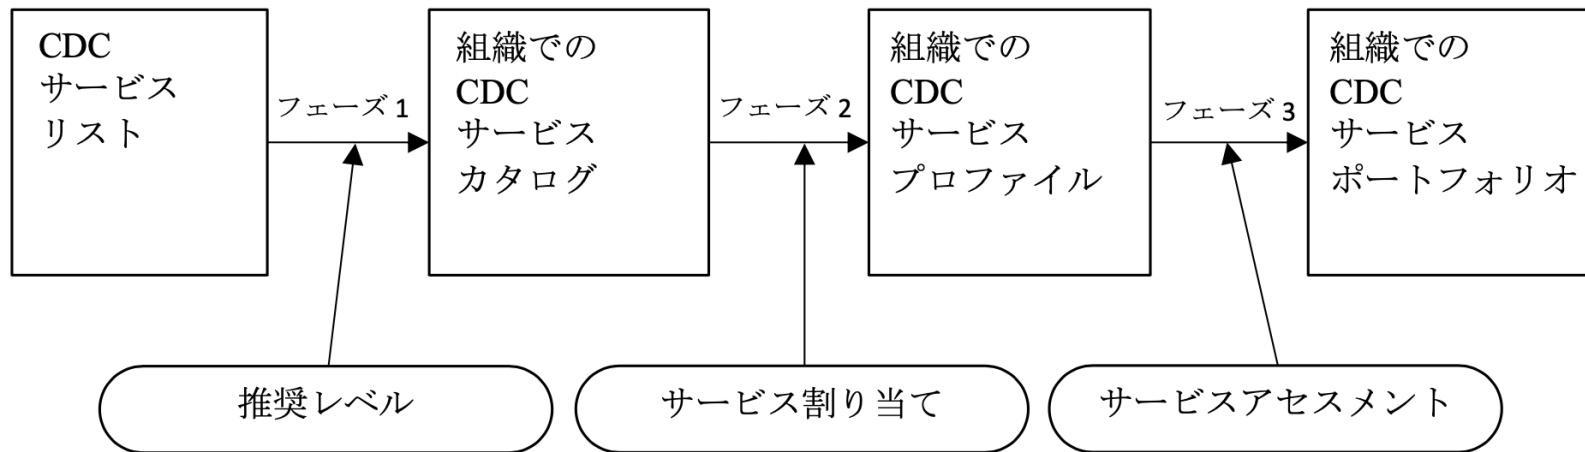 CDC
サービス
リスト
フェーズ 1
組織での
CDC
サービス
カタログ
フェーズ 2
組織での
CDC
サービス
プロファイル
フェーズ 3
組織での
CDC
サービス
ポートフォリオ
推奨レベル
サービス割り当て
サービスアセスメント